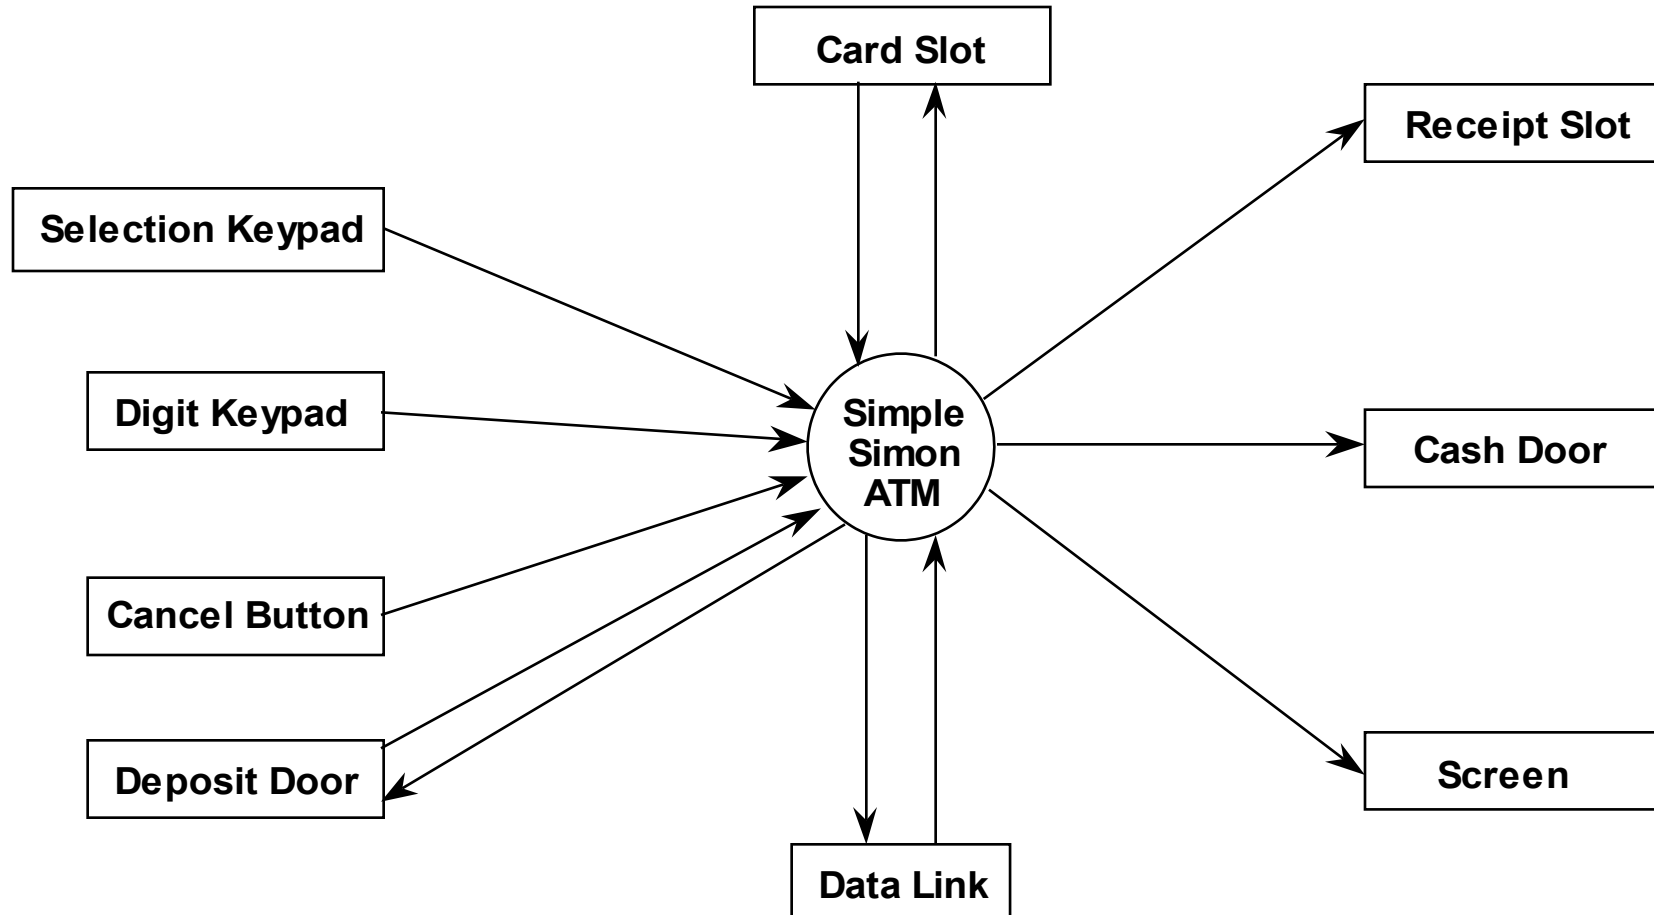 Card Slot
Receipt Slot
Selection Keypad
Digit Keypad
Simple
Simon
ATM
Cash Door
Cancel Button
Deposit Door
Screen
Data Link